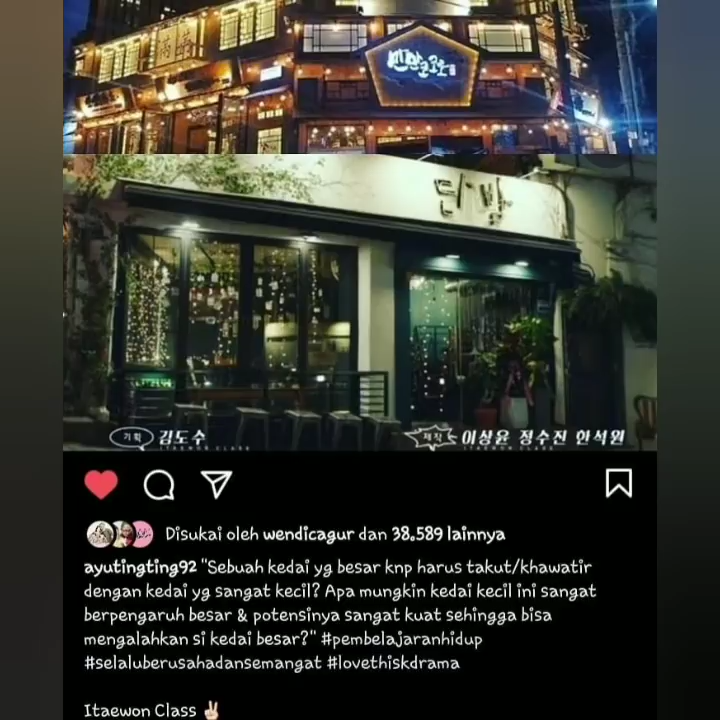 단밤
기획 김도수
제작 이상윤 정수진 한석원
ITAEWON CLASS
Disukai oleh wendicagur dan 38.589 lainnya
ayutingting92 "Sebuah kedai yg besar knp harus takut/khawatir
dengan kedai yg sangat kecil? Apa mungkin kedai kecil ini sangat
berpengaruh besar & potensinya sangat kuat sehingga bisa
mengalahkan si kedai besar?" #pembelajaranhidup
#selaluberusahadansemangat #lovethiskdrama
Itaewon Class ✌🏻